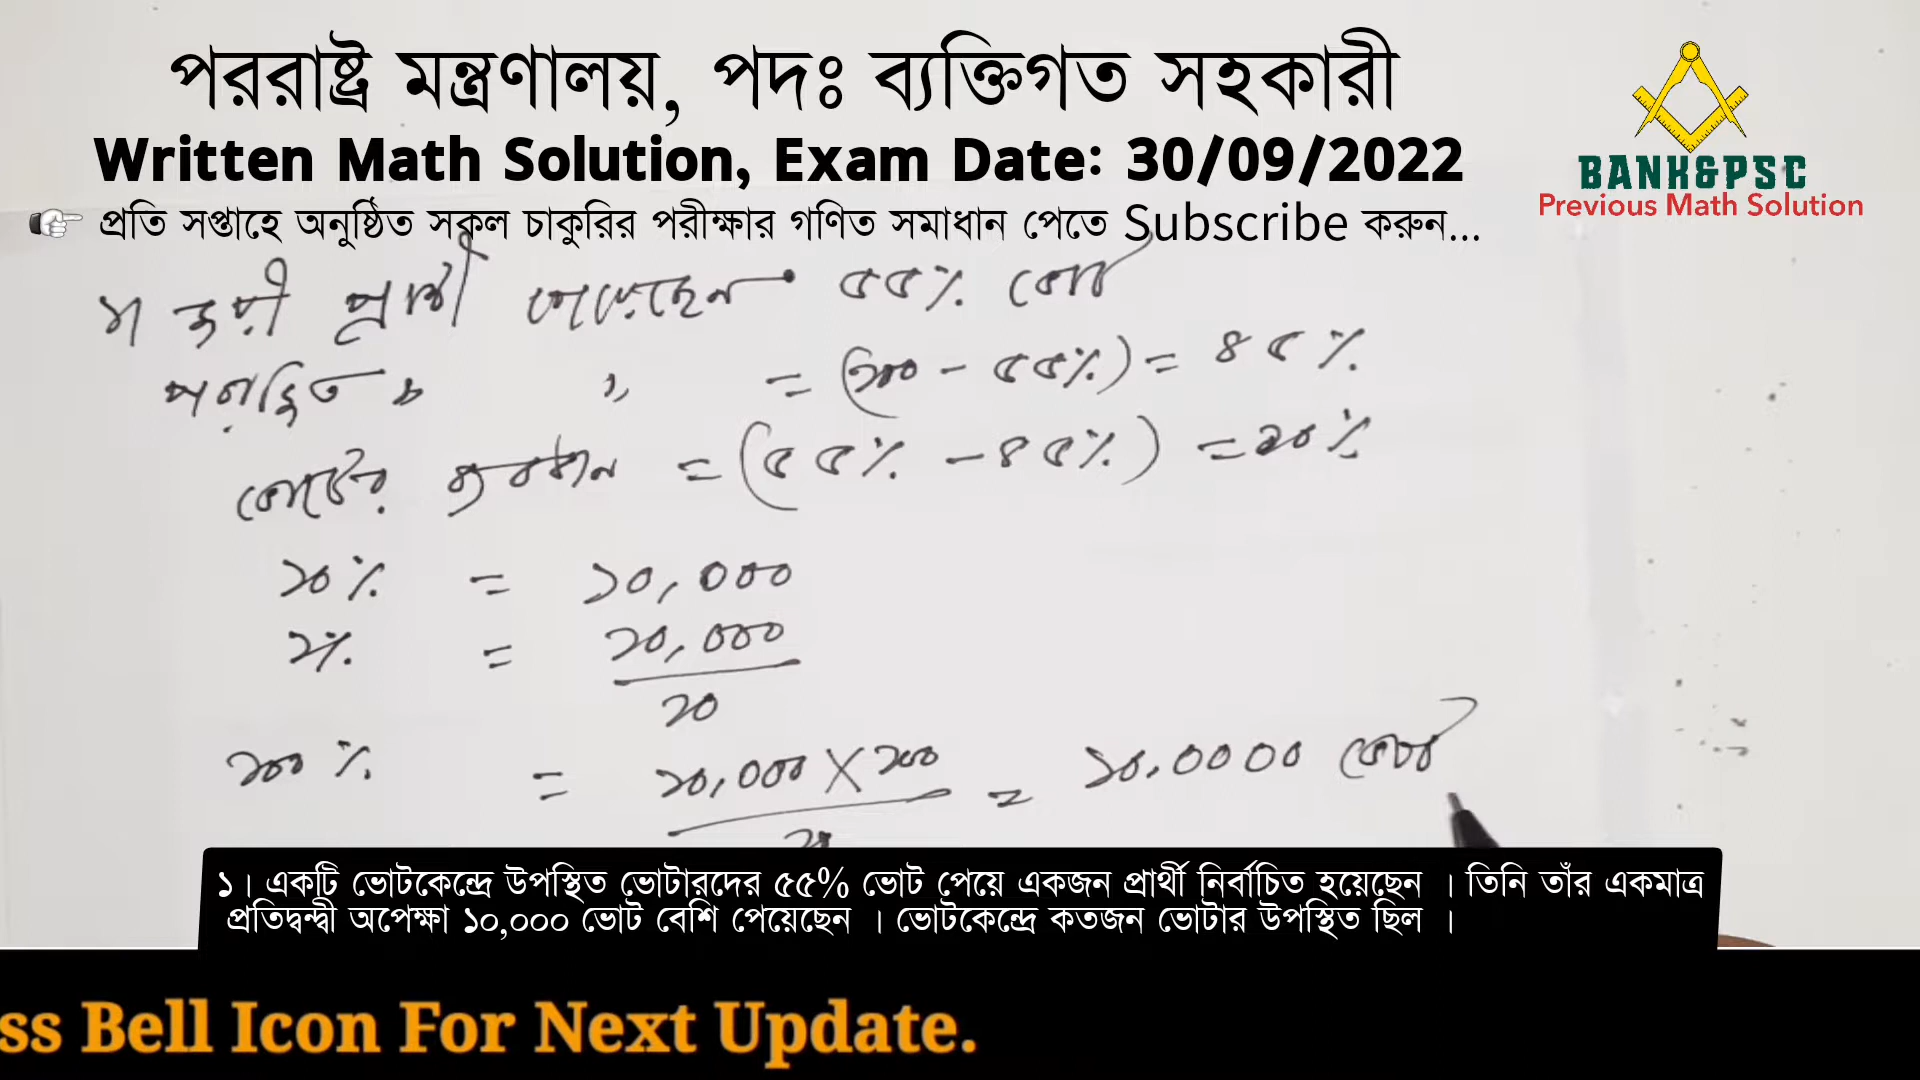 পররাষ্ট্র মন্ত্রণালয়, পদঃ ব্যক্তিগত সহকারী
Written Math Solution, Exam Date: 30/09/2022
BANK&PSC
Previous Math Solution
প্রতি সপ্তাহে অনুষ্ঠিত সকল চাকুরির পরীক্ষার গণিত সমাধান পেতে Subscribe করুন...
জয়ী প্রার্থী পেয়েছেন ৫৫% ভোট
পরাজিত " " = (১০০ - ৫৫%) = ৪৫%
ভোটের ব্যবধান = (৫৫% - ৪৫%) = ১০%
১০% = ১০,০০০
১% = ১০,০০০
১০
১০০% = ১০,০০০ X ১০০ = ১০,০০০০ ভোট
১। একটি ভোটকেন্দ্রে উপস্থিত ভোটারদের ৫৫% ভোট পেয়ে একজন প্রার্থী নির্বাচিত হয়েছেন । তিনি তাঁর একমাত্র
প্রতিদ্বন্দ্বী অপেক্ষা ১০,০০০ ভোট বেশি পেয়েছেন । ভোটকেন্দ্রে কতজন ভোটার উপস্থিত ছিল ।
ss Bell Icon For Next Update.